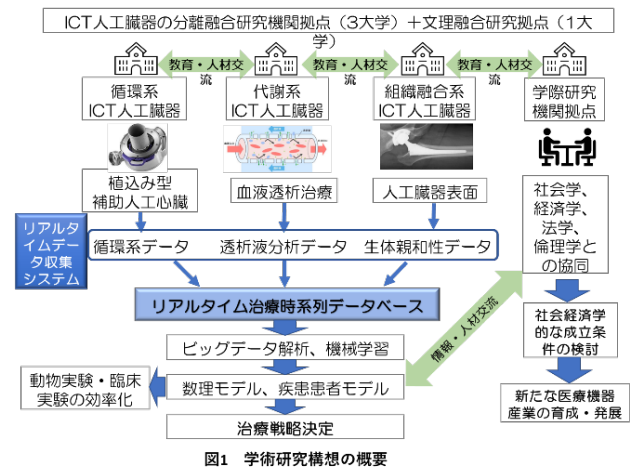 ICT人工臓器の分離融合研究機関拠点（3大学）＋文理融合研究拠点（1大
学）
教育・人材交
流
教育・人材交
流
教育・人材交
流
循環系
ICT人工臓器
代謝系
ICT人工臓器
組織融合系
ICT人工臓器
学際研究
機関拠点
植込み型
補助人工心臓
血液透析治療
人工臓器表面
社会学、
経済学、
法学、
倫理学と
の協同
リアルタ
イムデー
タ収集
システム
循環系データ
透析液分析データ
生体親和性データ
リアルタイム治療時系列データベース
情報・人材交流
ビッグデータ解析、機械学習
社会経済学
的な成立条
件の検討
動物実験・臨床
実験の効率化
数理モデル、疾患患者モデル
新たな医療機器
産業の育成・発展
治療戦略決定
図1　学術研究構想の概要